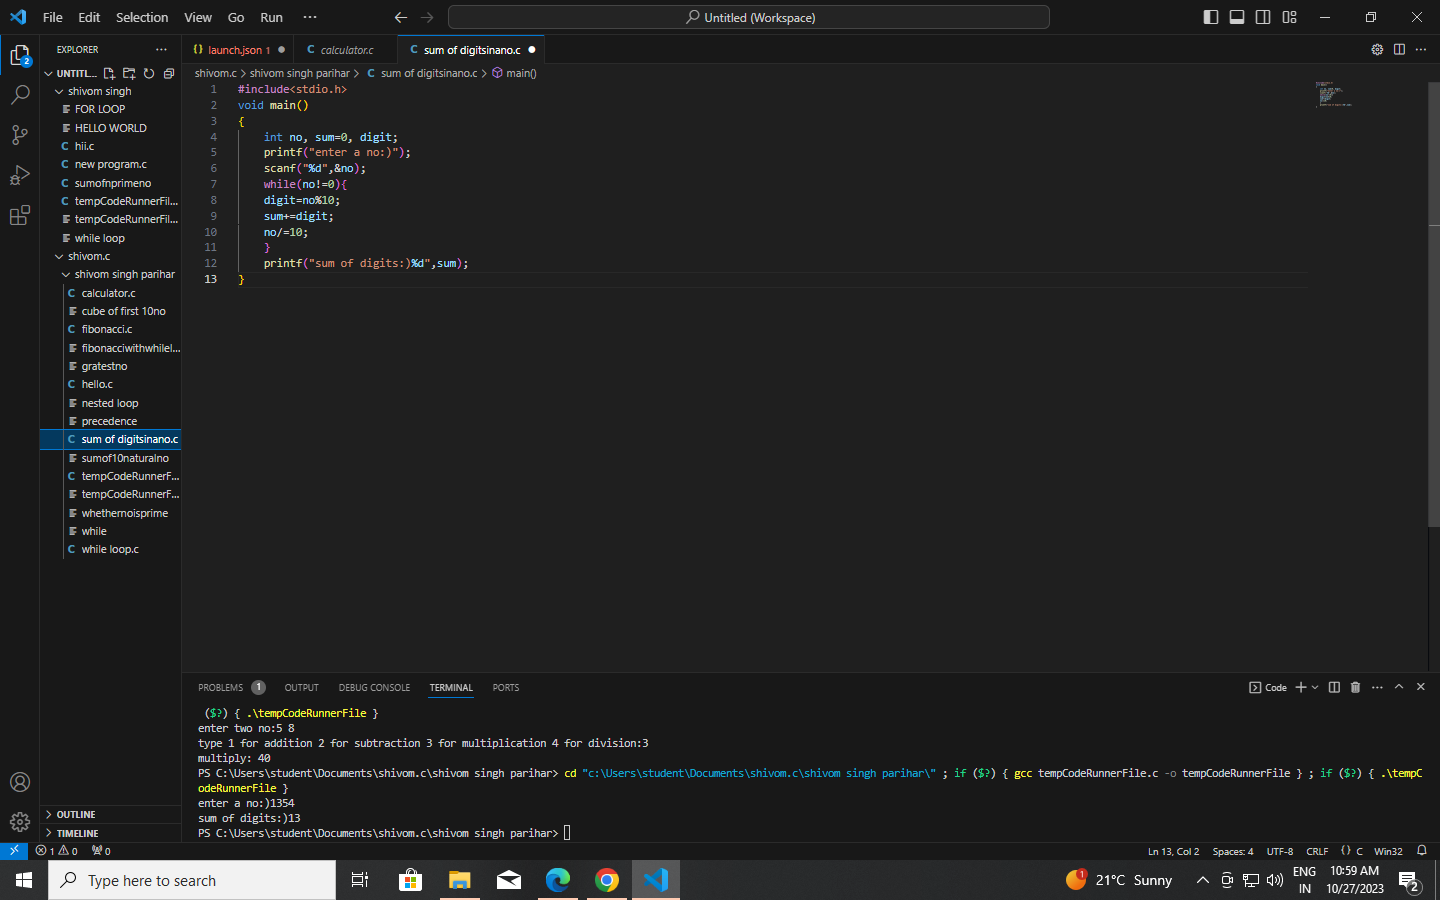 File Edit Selection View Go Run ··· Untitled (Workspace)
EXPLORER ···
launch.json 1
calculator.c
sum of digitsinano.c
UNTITL...
shivom.c > shivom singh parihar > C sum of digitsinano.c > main()
shivom singh
FOR LOOP
HELLO WORLD
hii.c
new program.c
sumofnprimeno
tempCodeRunnerFil...
tempCodeRunnerFil...
while loop
shivom.c
shivom singh parihar
calculator.c
cube of first 10no
fibonacci.c
fibonacciwithwhilel...
gratestno
hello.c
nested loop
precedence
sum of digitsinano.c
sumof10naturalno
tempCodeRunnerF...
tempCodeRunnerF...
whethernoisprime
while
while loop.c
OUTLINE
TIMELINE
1 #include<stdio.h>
2 void main()
3 {
4 int no, sum=0, digit;
5 printf("enter a no:)");
6 scanf("%d",&no);
7 while(no!=0){
8 digit=no%10;
9 sum+=digit;
10 no/=10;
11 }
12 printf("sum of digits:)%d",sum);
13 }
PROBLEMS 1 OUTPUT DEBUG CONSOLE TERMINAL PORTS Code
($?) { .\tempCodeRunnerFile }
enter two no:5 8
type 1 for addition 2 for subtraction 3 for multiplication 4 for division:3
multiply: 40
PS C:\Users\student\Documents\shivom.c\shivom singh parihar> cd "c:\Users\student\Documents\shivom.c\shivom singh parihar\" ; if ($?) { gcc tempCodeRunnerFile.c -o tempCodeRunnerFile } ; if ($?) { .\tempC
odeRunnerFile }
enter a no:)1354
sum of digits:)13
PS C:\Users\student\Documents\shivom.c\shivom singh parihar>
1 0 0 Ln 13, Col 2 Spaces: 4 UTF-8 CRLF {} C Win32
Type here to search 21°C Sunny ENG IN 10:59 AM 10/27/2023 2